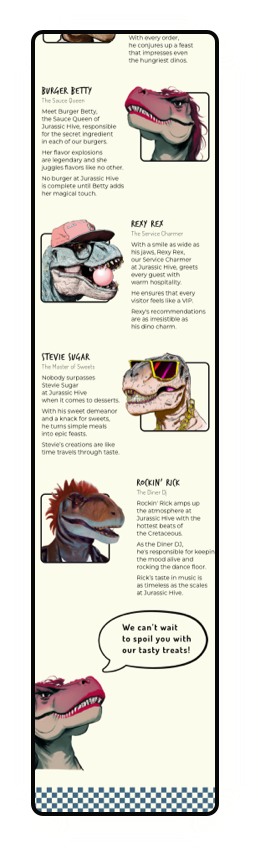 With every order,
he conjures up a feast
that impresses even
the hungriest dinos.
BURGER BETTY
The Sauce Queen
Meet Burger Betty,
the Sauce Queen of
Jurassic Hive, responsible
for the secret ingredient
in each of our burgers.
Her flavor explosions
are legendary and she
juggles flavors like no other.
No burger at Jurassic Hive
is complete until Betty adds
her magical touch.
REXY REX
The Service Charmer
With a smile as wide as
his jaws, Rexy Rex,
our Service Charmer
at Jurassic Hive, greets
every guest with
warm hospitality.
He ensures that every
visitor feels like a VIP.
Rexy's recommendations
are as irresistible as
his dino charm.
STEVIE SUGAR
The Master of Sweets
Nobody surpasses
Stevie Sugar
at Jurassic Hive
when it comes to desserts.
With his sweet demeanor
and a knack for sweets,
he turns simple meals
into epic feasts.
Stevie's creations are like
time travels through taste.
ROCKIN' RICK
The Diner DJ
Rockin' Rick amps up
the atmosphere at
Jurassic Hive with the
hottest beats of
the Cretaceous.
As the Diner DJ,
he's responsible for keepin
the mood alive and
rocking the dance floor.
Rick's taste in music is
as timeless as the scales
at Jurassic Hive.
We can't wait
to spoil you with
our tasty treats!